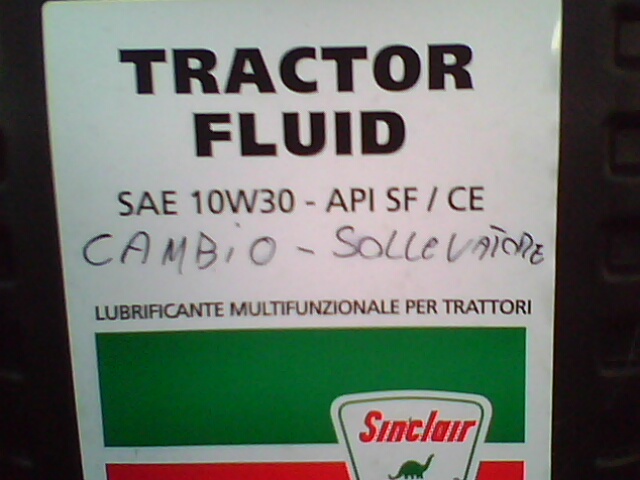 TRACTOR
FLUID
SAE 10W30 - API SF / CE
CAMBiO - SOLLeVATORE
LUBRIFICANTE MULTIFUNZIONALE PER TRATTORI
Sinclair